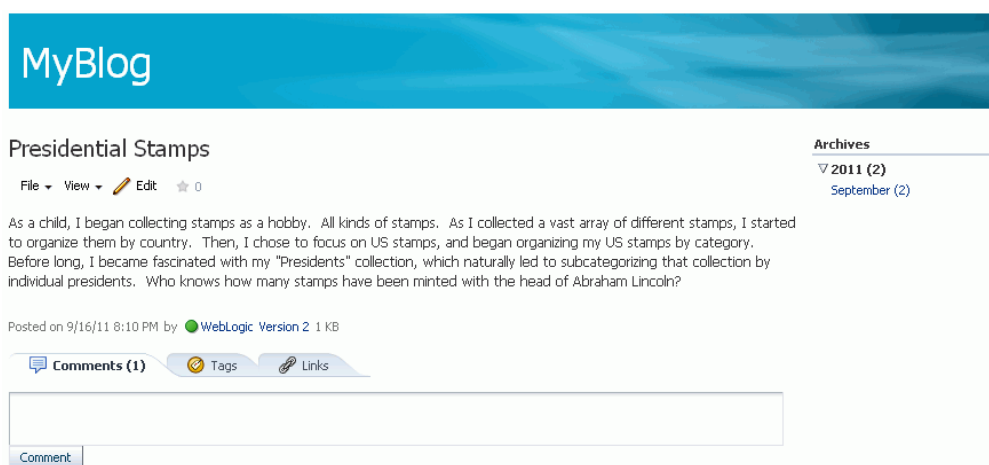 MyBlog
Presidential Stamps
File View Edit 0
As a child, I began collecting stamps as a hobby. All kinds of stamps. As I collected a vast array of different stamps, I started
to organize them by country. Then, I chose to focus on US stamps, and began organizing my US stamps by category.
Before long, I became fascinated with my "Presidents" collection, which naturally led to subcategorizing that collection by
individual presidents. Who knows how many stamps have been minted with the head of Abraham Lincoln?
Posted on 9/16/11 8:10 PM by WebLogic Version 2 1 KB
Comments (1) Tags Links
Comment
Archives
2011 (2)
September (2)